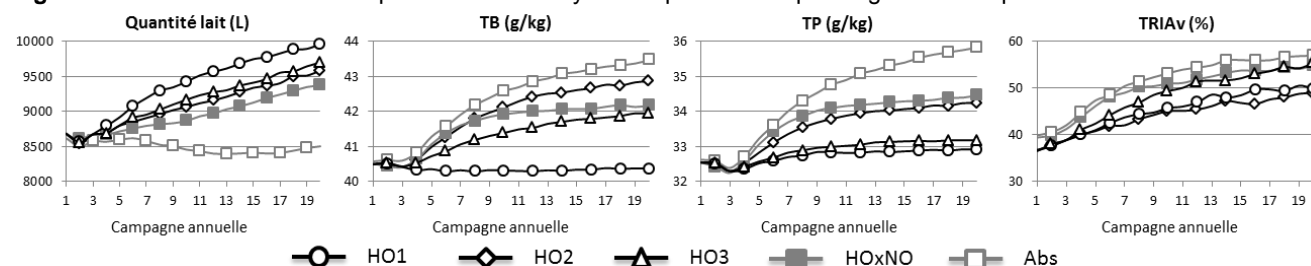 Quantité lait (L)
10000
9500
9000
8500
8000
1 3 5 7 9 11 13 15 17 19
Campagne annuelle
TB (g/kg)
44
43
42
41
40
1 3 5 7 9 11 13 15 17 19
Campagne annuelle
TP (g/kg)
36
35
34
33
32
1 3 5 7 9 11 13 15 17 19
Campagne annuelle
TRIAv (%)
60
50
40
30
1 3 5 7 9 11 13 15 17 19
Campagne annuelle
HO1 HO2 HO3 HOxNO Abs